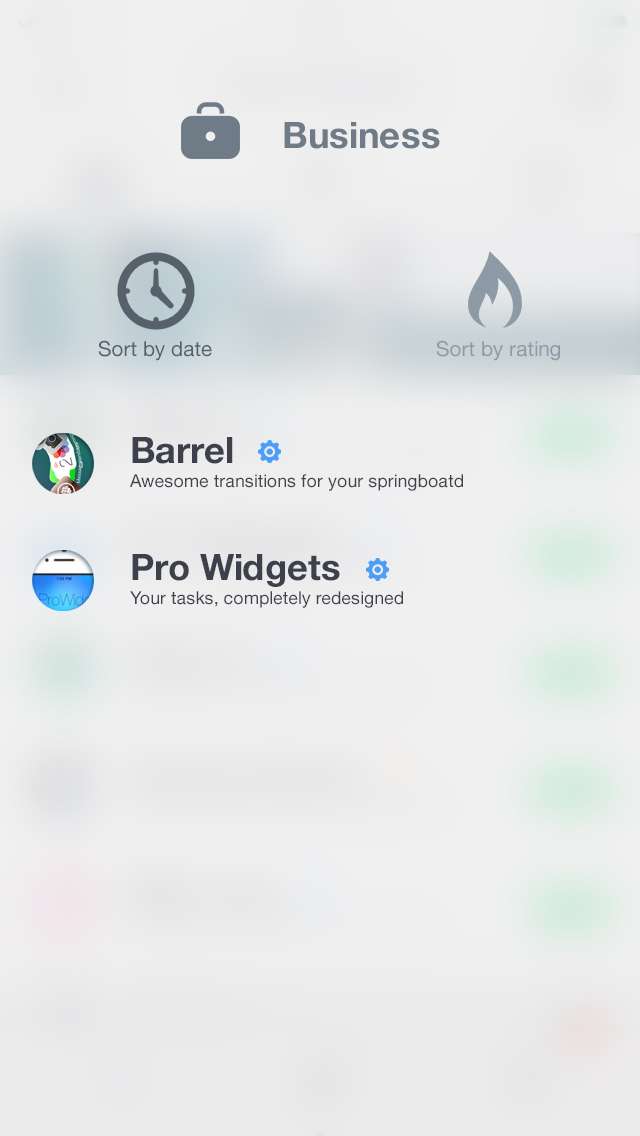 Business
Sort by date
Sort by rating
Barrel
Awesome transitions for your springboatd
Pro Widgets
Your tasks, completely redesigned